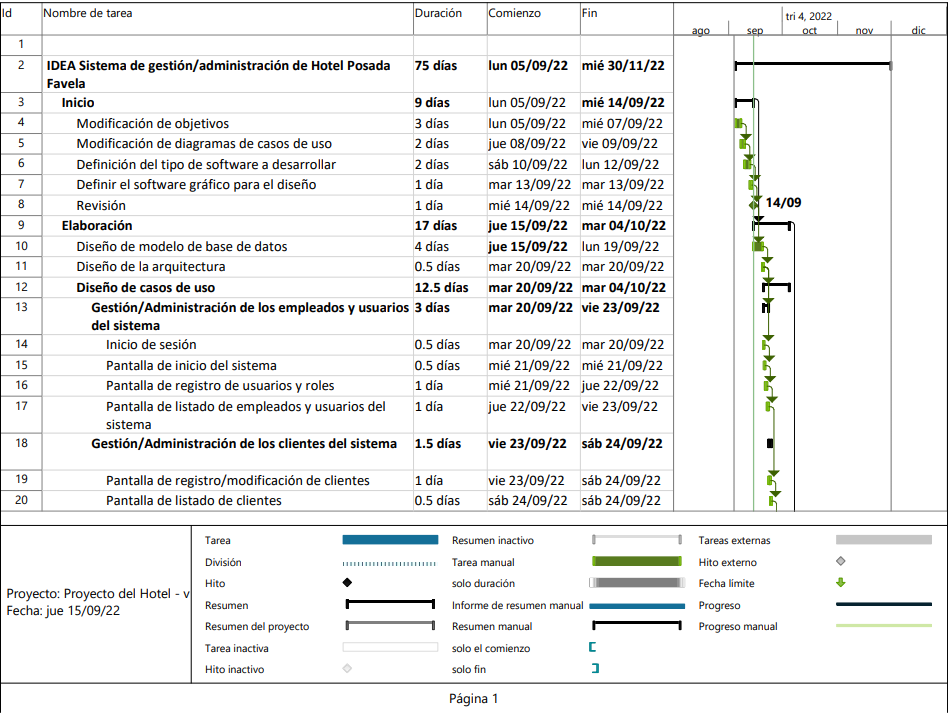 Id Nombre de tarea Duración Comienzo Fin
tri 4, 2022
ago sep oct nov dic
1
2 IDEA Sistema de gestión/administración de Hotel Posada 75 días lun 05/09/22 mié 30/11/22
Favela
3 Inicio 9 días lun 05/09/22 mié 14/09/22
4 Modificación de objetivos 3 días lun 05/09/22 mié 07/09/22
5 Modificación de diagramas de casos de uso 2 días jue 08/09/22 vie 09/09/22
6 Definición del tipo de software a desarrollar 2 días sáb 10/09/22 lun 12/09/22
7 Definir el software gráfico para el diseño 1 día mar 13/09/22 mar 13/09/22
8 Revisión 1 día mié 14/09/22 mié 14/09/22 14/09
9 Elaboración 17 días jue 15/09/22 mar 04/10/22
10 Diseño de modelo de base de datos 4 días jue 15/09/22 lun 19/09/22
11 Diseño de la arquitectura 0.5 días mar 20/09/22 mar 20/09/22
12 Diseño de casos de uso 12.5 días mar 20/09/22 mar 04/10/22
13 Gestión/Administración de los empleados y usuarios 3 días mar 20/09/22 vie 23/09/22
del sistema
14 Inicio de sesión 0.5 días mar 20/09/22 mar 20/09/22
15 Pantalla de inicio del sistema 0.5 días mié 21/09/22 mié 21/09/22
16 Pantalla de registro de usuarios y roles 1 día mié 21/09/22 jue 22/09/22
17 Pantalla de listado de empleados y usuarios del 1 día jue 22/09/22 vie 23/09/22
sistema
18 Gestión/Administración de los clientes del sistema 1.5 días vie 23/09/22 sáb 24/09/22
19 Pantalla de registro/modificación de clientes 1 día vie 23/09/22 sáb 24/09/22
20 Pantalla de listado de clientes 0.5 días sáb 24/09/22 sáb 24/09/22
Proyecto: Proyecto del Hotel - v
Fecha: jue 15/09/22
Tarea Resumen inactivo Tareas externas
División Tarea manual Hito externo
Hito solo duración Fecha límite
Resumen Informe de resumen manual Progreso
Resumen del proyecto Resumen manual Progreso manual
Tarea inactiva solo el comienzo
Hito inactivo solo fin
Página 1